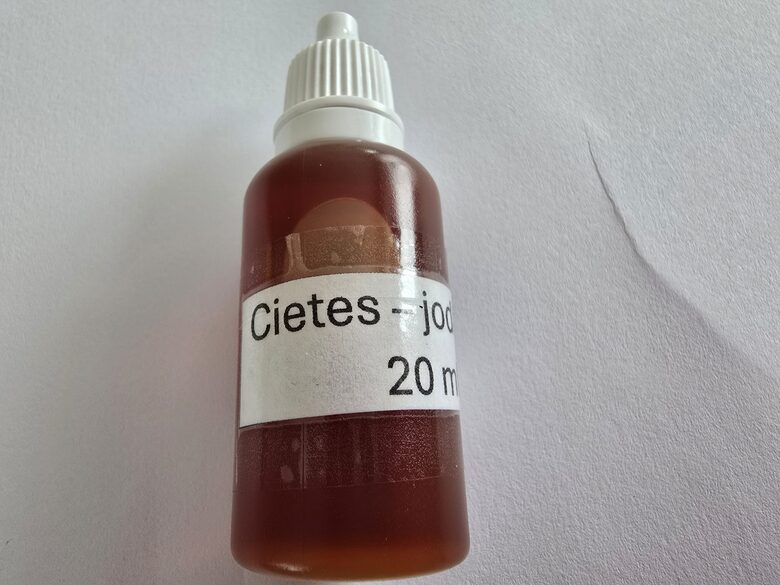 Cietes – jod
20 m